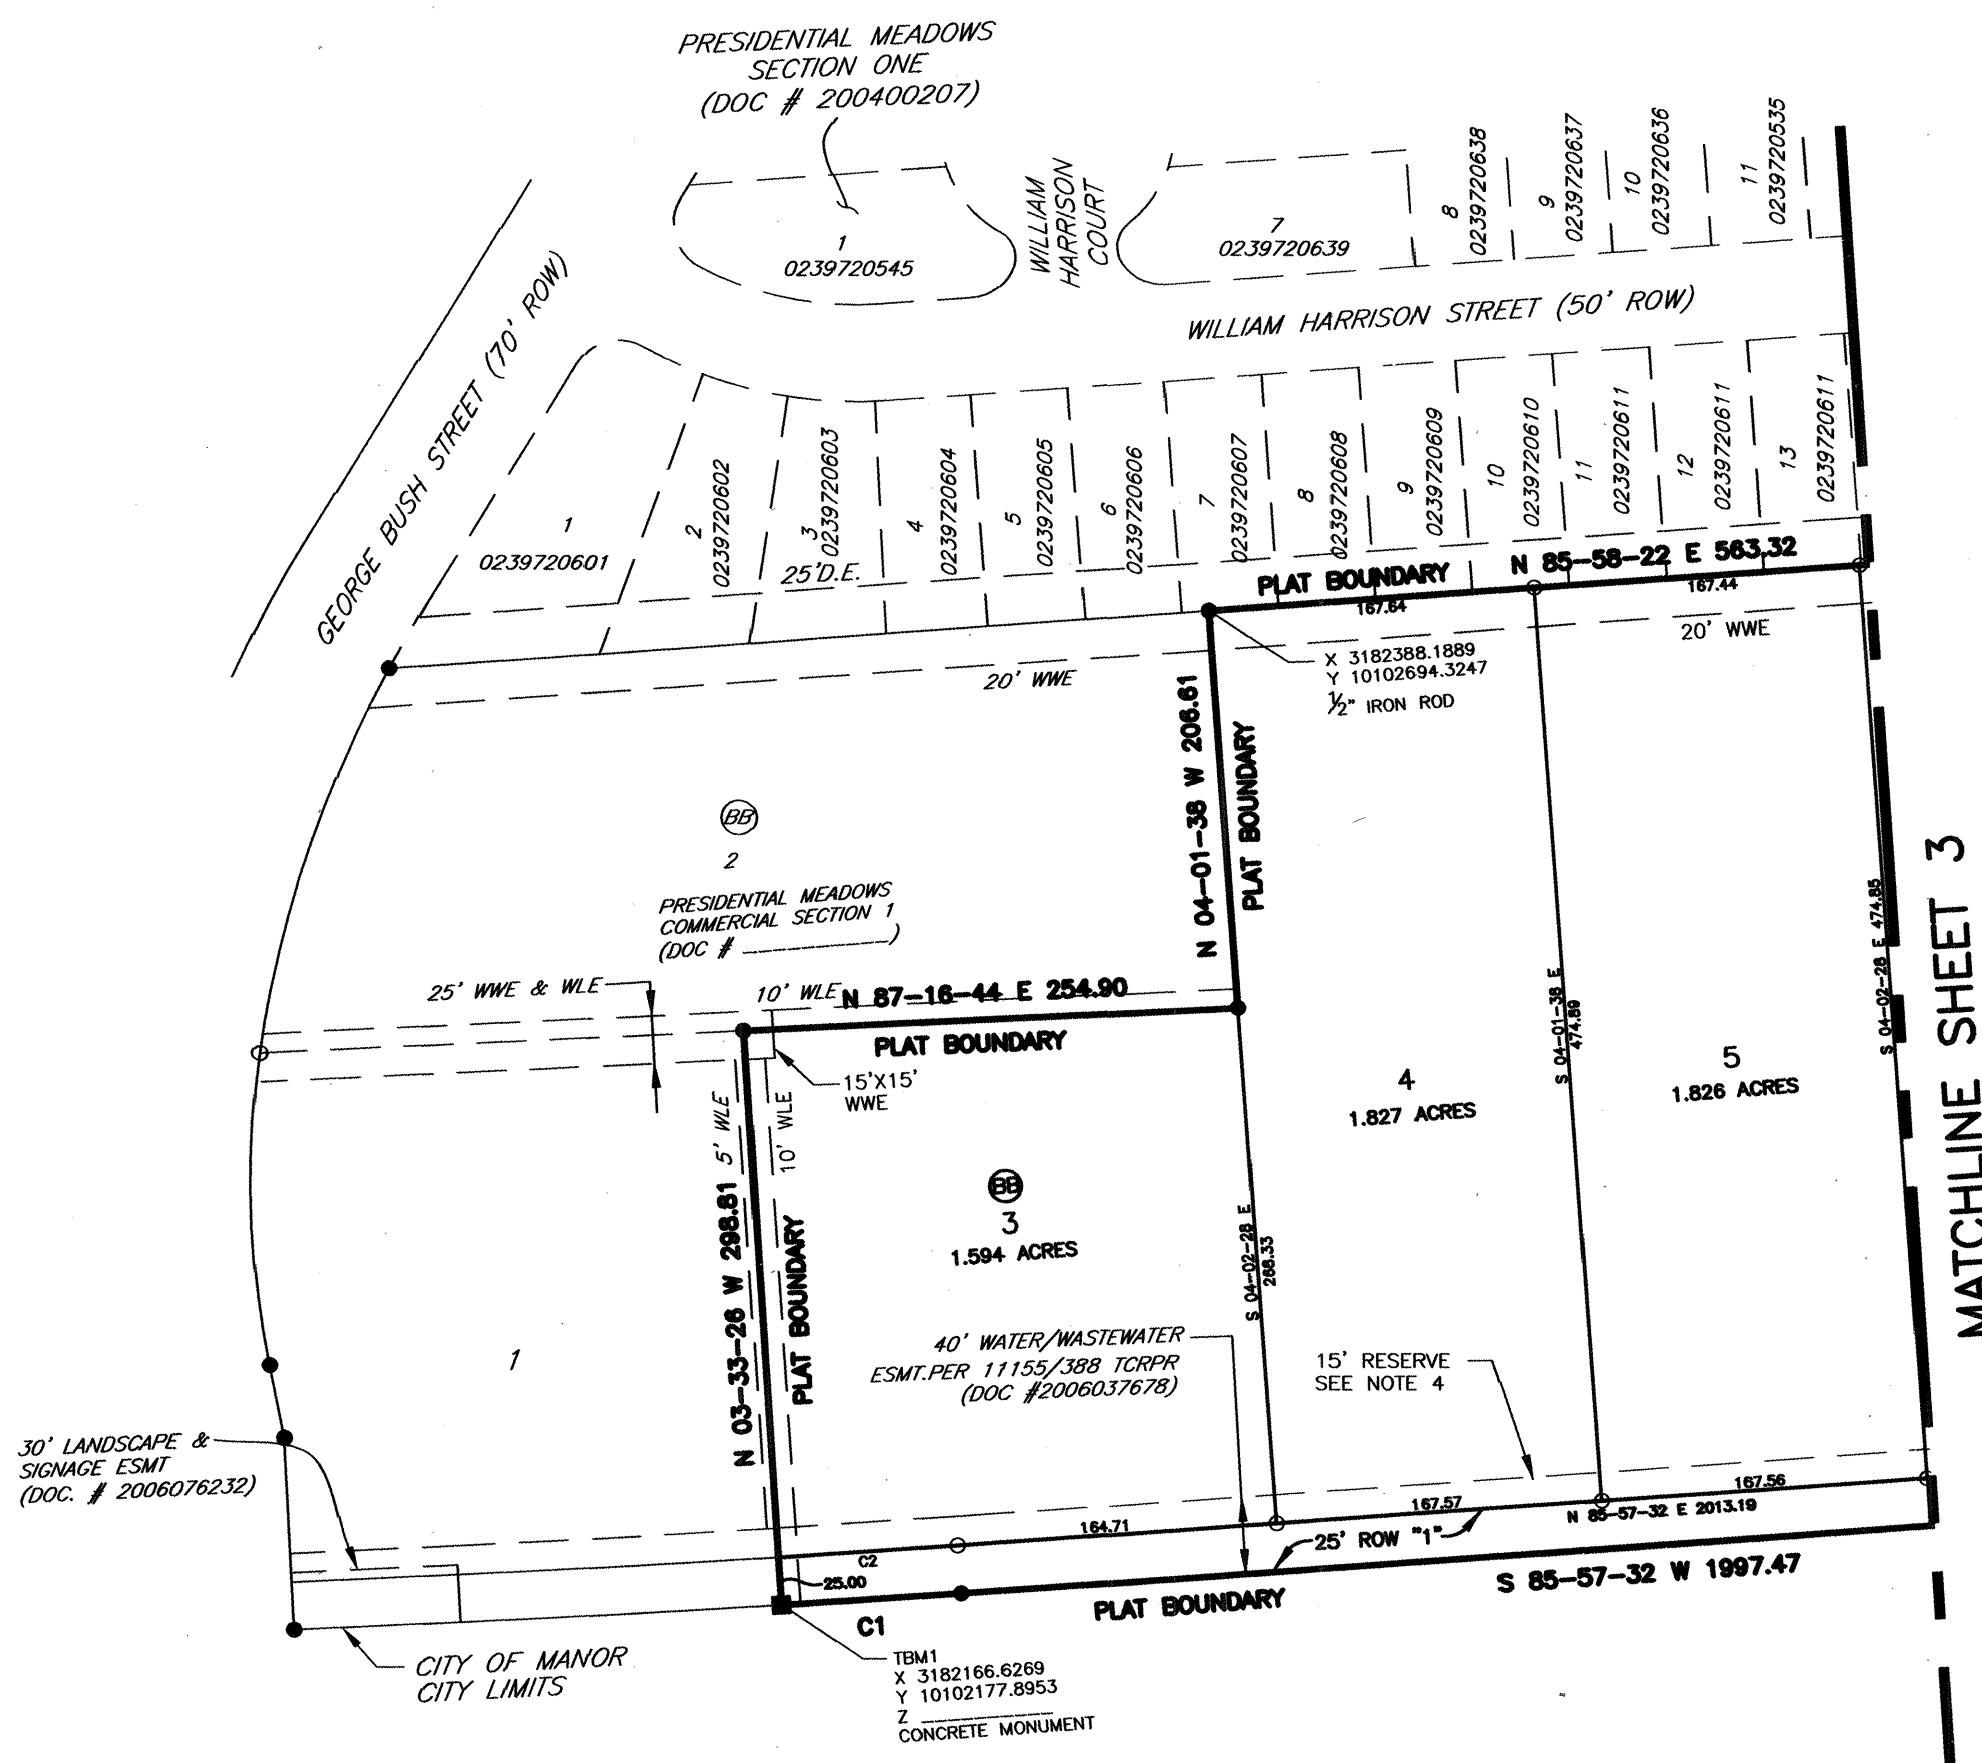 PRESIDENTIAL MEADOWS
SECTION ONE
(DOC # 200400207)
WILLIAM
HARRISON
COURT
1
0239720545
7
0239720639
8
0239720638
9
0239720637
10
0239720636
11
0239720535
GEORGE BUSH STREET (70' ROW)
WILLIAM HARRISON STREET (50' ROW)
1
0239720601
2
0239720602
3
0239720603
25'D.E.
4
0239720604
5
0239720605
6
0239720606
7
0239720607
8
0239720608
9
0239720609
10
0239720610
11
0239720611
12
0239720611
13
0239720611
PLAT BOUNDARY
N 85-58-22 E 563.32
167.64
167.44
20' WWE
20' WWE
X 3182388.1889
Y 10102694.3247
1/2" IRON ROD
N 04-01-38 W 206.61
PLAT BOUNDARY
BB
2
PRESIDENTIAL MEADOWS
COMMERCIAL SECTION 1
(DOC # ____________)
25' WWE & WLE
10' WLE
N 87-16-44 E 254.90
PLAT BOUNDARY
15'X15'
WWE
5' WLE
10' WLE
N 03-33-26 W 298.81
PLAT BOUNDARY
BB
3
1.594 ACRES
4
1.827 ACRES
5
1.826 ACRES
S 04-01-38 E
474.89
S 04-02-28 E 474.85
S 04-02-28 E
268.33
MATCHLINE SHEET 3
1
40' WATER/WASTEWATER
ESMT.PER 11155/388 TCRPR
(DOC #2006037678)
15' RESERVE
SEE NOTE 4
30' LANDSCAPE &
SIGNAGE ESMT
(DOC. # 2006076232)
164.71
167.57
167.56
N 85-57-32 E 2013.19
25' ROW "1"
C2
25.00
C1
PLAT BOUNDARY
S 85-57-32 W 1997.47
CITY OF MANOR
CITY LIMITS
TBM1
X 3182166.6269
Y 10102177.8953
Z ____________
CONCRETE MONUMENT